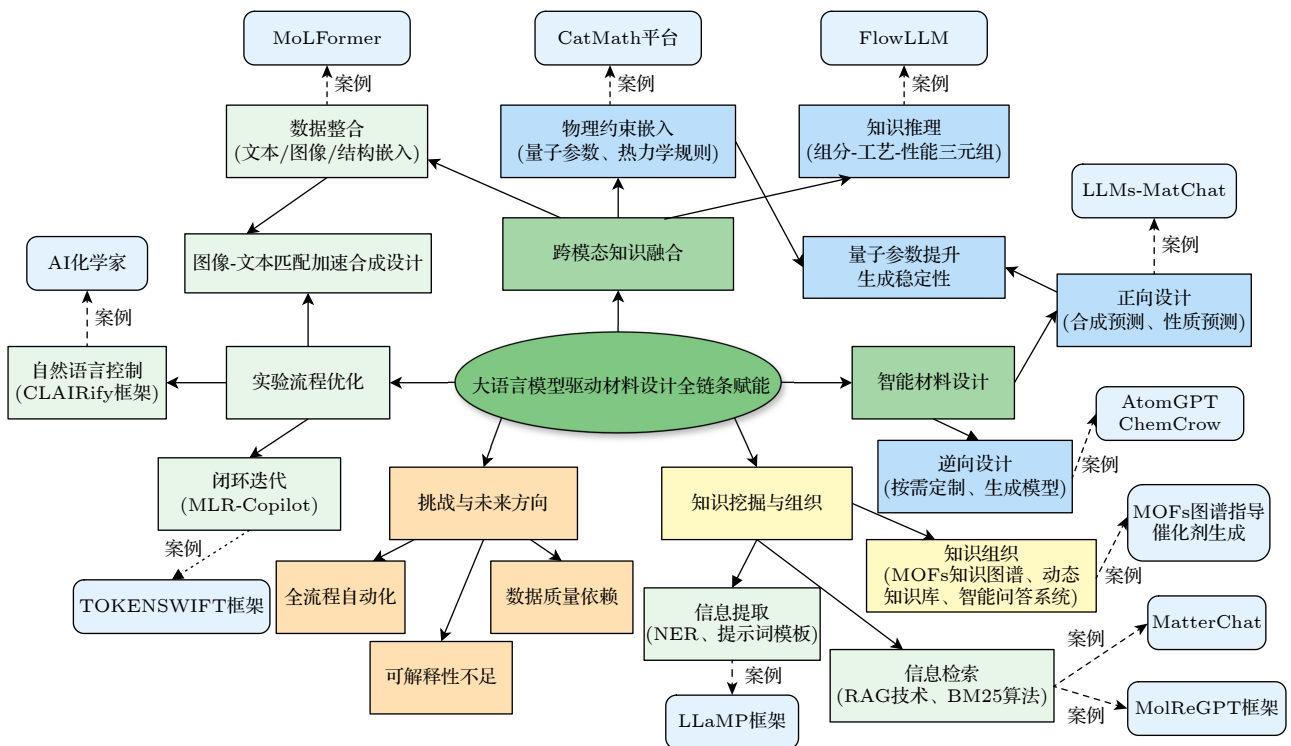 MoLFormer
CatMath平台
FlowLLM
案例
案例
案例
数据整合
(文本/图像/结构嵌入)
物理约束嵌入
(量子参数、热力学规则)
知识推理
(组分-工艺-性能三元组)
LLMs-MatChat
案例
AI化学家
图像-文本匹配加速合成设计
跨模态知识融合
量子参数提升
生成稳定性
正向设计
(合成预测、性质预测)
案例
自然语言控制
(CLAIRify框架)
实验流程优化
大语言模型驱动材料设计全链条赋能
智能材料设计
AtomGPT
ChemCrow
案例
闭环迭代
(MLR-Copilot)
挑战与未来方向
知识挖掘与组织
逆向设计
(按需定制、生成模型)
MOFs图谱指导
催化剂生成
案例
案例
TOKENSWIFT框架
全流程自动化
数据质量依赖
知识组织
(MOFs知识图谱、动态
知识库、智能问答系统)
信息提取
(NER、提示词模板)
MatterChat
案例
可解释性不足
案例
信息检索
(RAG技术、BM25算法)
LLaMP框架
案例
MolReGPT框架